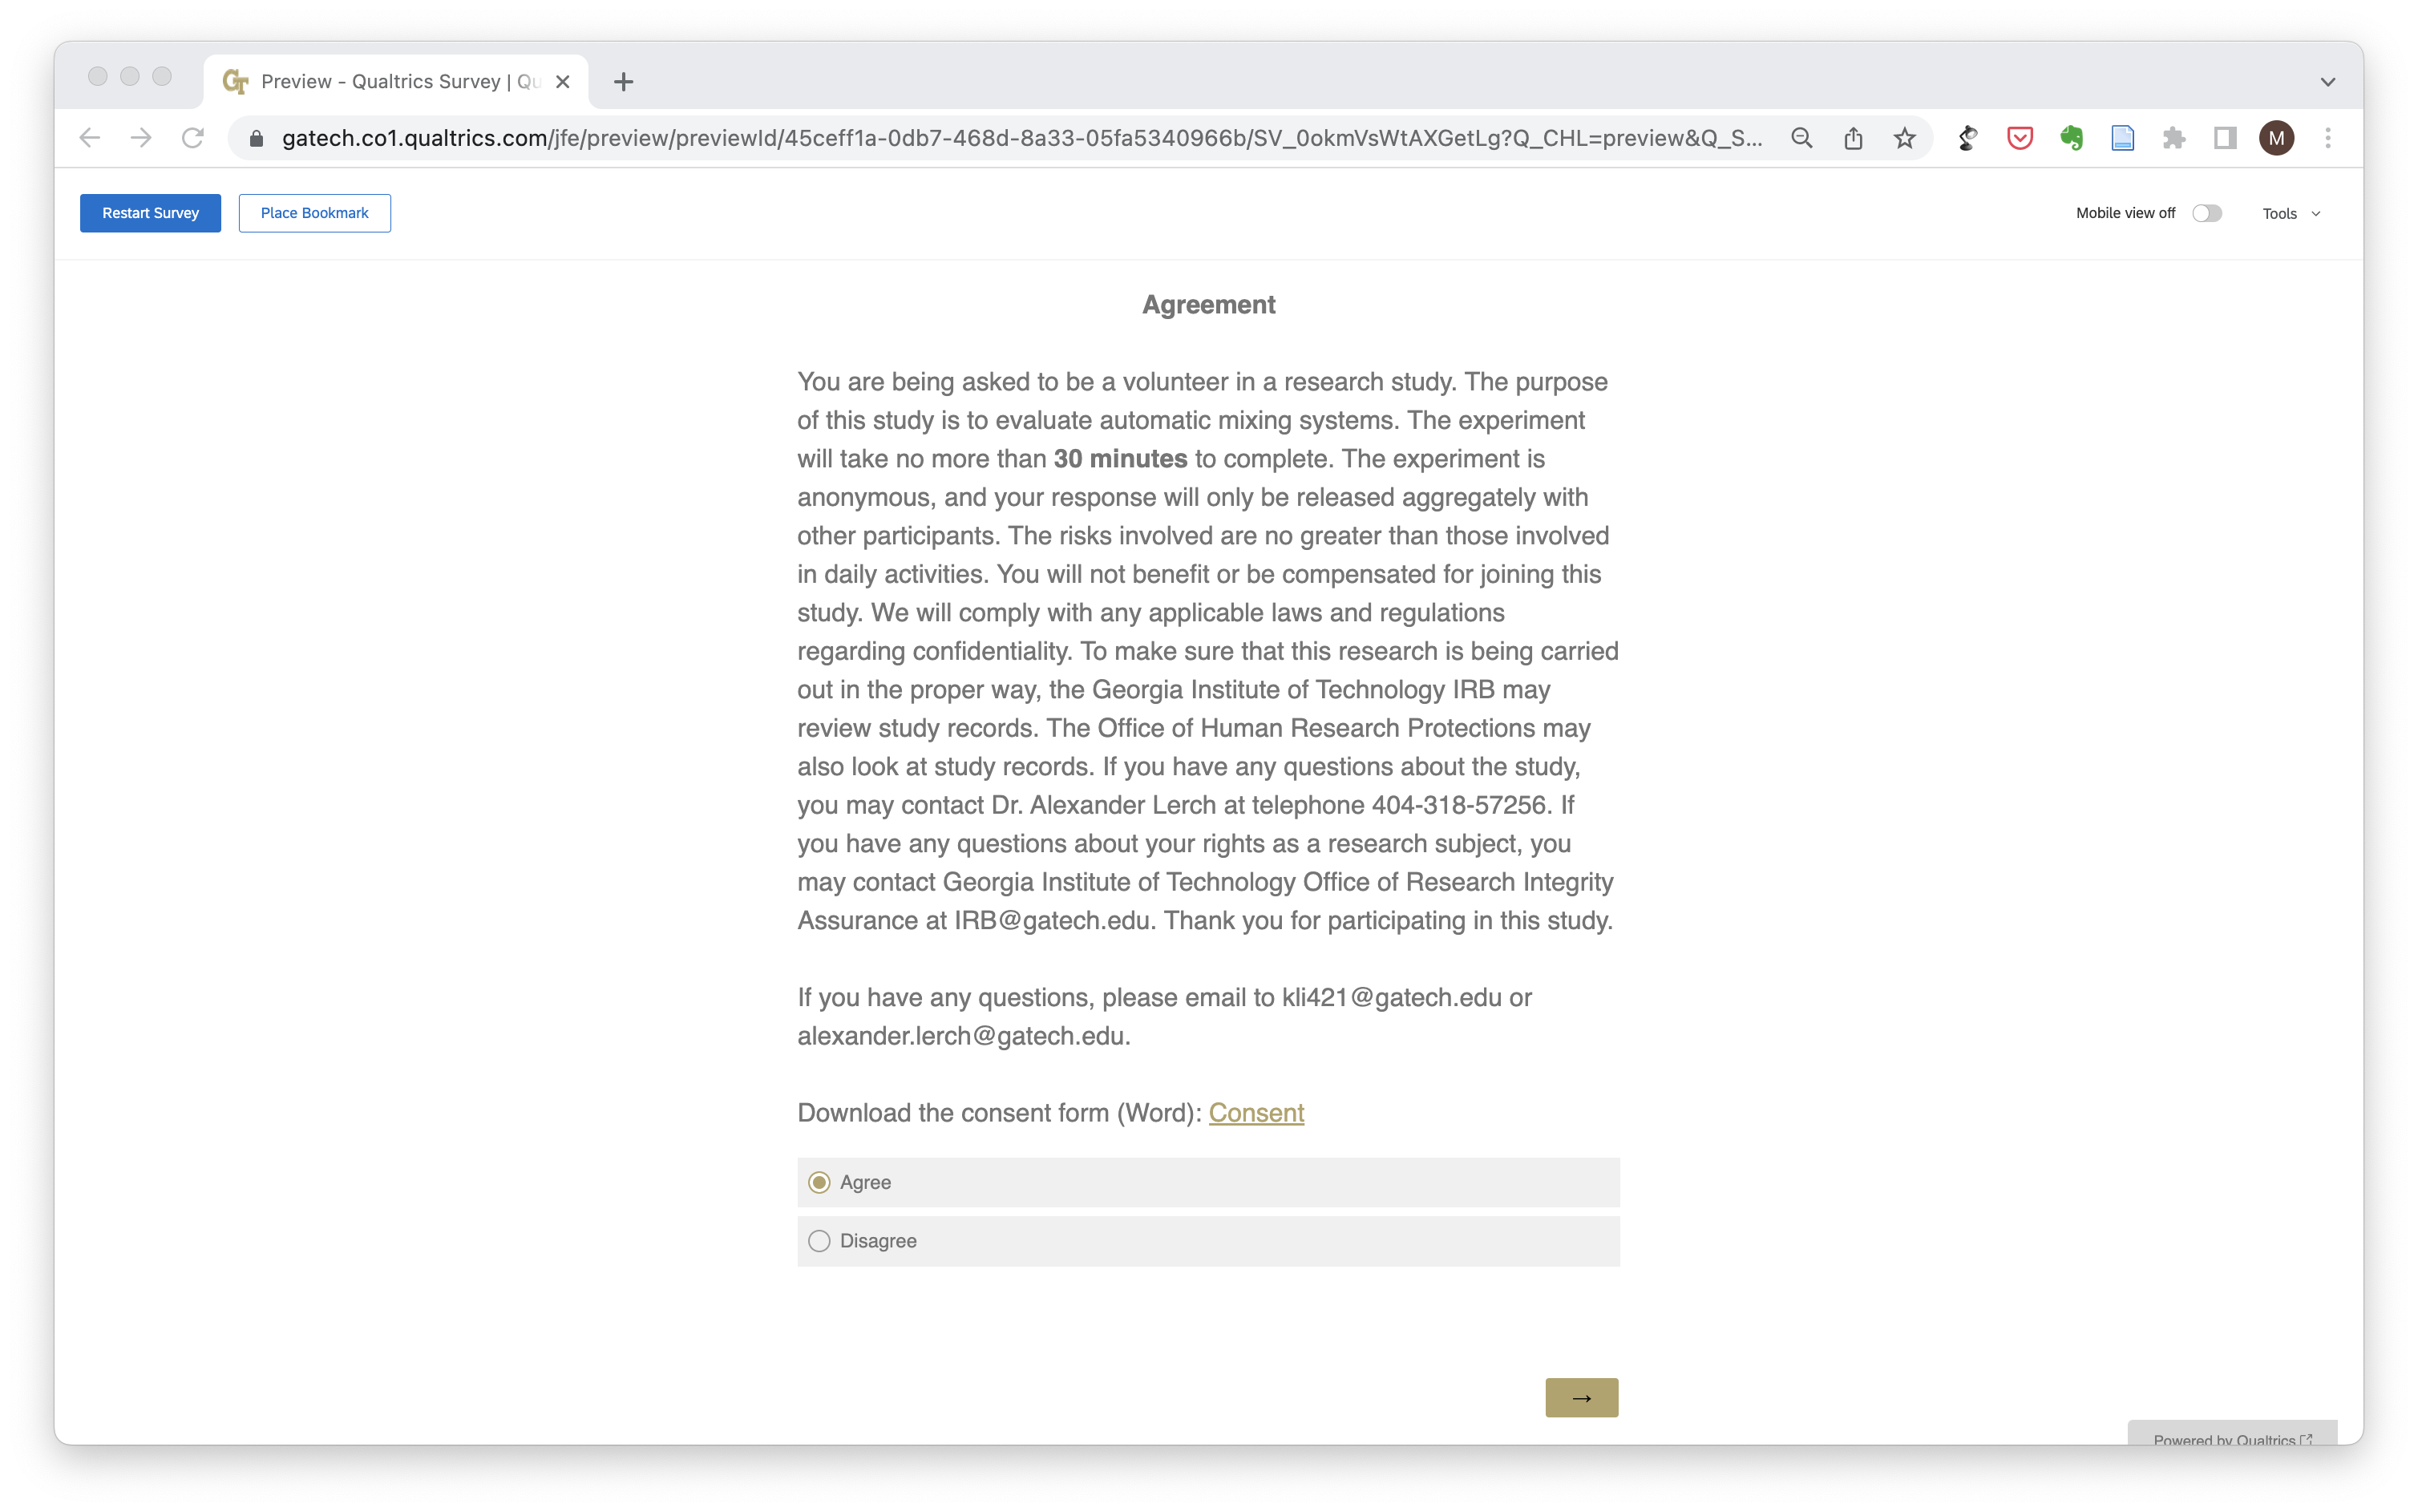 Preview - Qualtrics Survey | Qu
gatech.co1.qualtrics.com/jfe/preview/previewId/45ceff1a-0db7-468d-8a33-05fa5340966b/SV_0okmVsWtAXGetLg?Q_CHL=preview&Q_S...
M
Restart Survey
Place Bookmark
Mobile view off
Tools
Agreement
You are being asked to be a volunteer in a research study. The purpose
of this study is to evaluate automatic mixing systems. The experiment
will take no more than 30 minutes to complete. The experiment is
anonymous, and your response will only be released aggregately with
other participants. The risks involved are no greater than those involved
in daily activities. You will not benefit or be compensated for joining this
study. We will comply with any applicable laws and regulations
regarding confidentiality. To make sure that this research is being carried
out in the proper way, the Georgia Institute of Technology IRB may
review study records. The Office of Human Research Protections may
also look at study records. If you have any questions about the study,
you may contact Dr. Alexander Lerch at telephone 404-318-57256. If
you have any questions about your rights as a research subject, you
may contact Georgia Institute of Technology Office of Research Integrity
Assurance at IRB@gatech.edu. Thank you for participating in this study.
If you have any questions, please email to kli421@gatech.edu or
alexander.lerch@gatech.edu.
Download the consent form (Word): Consent
Agree
Disagree
→
Powered by Qualtrics